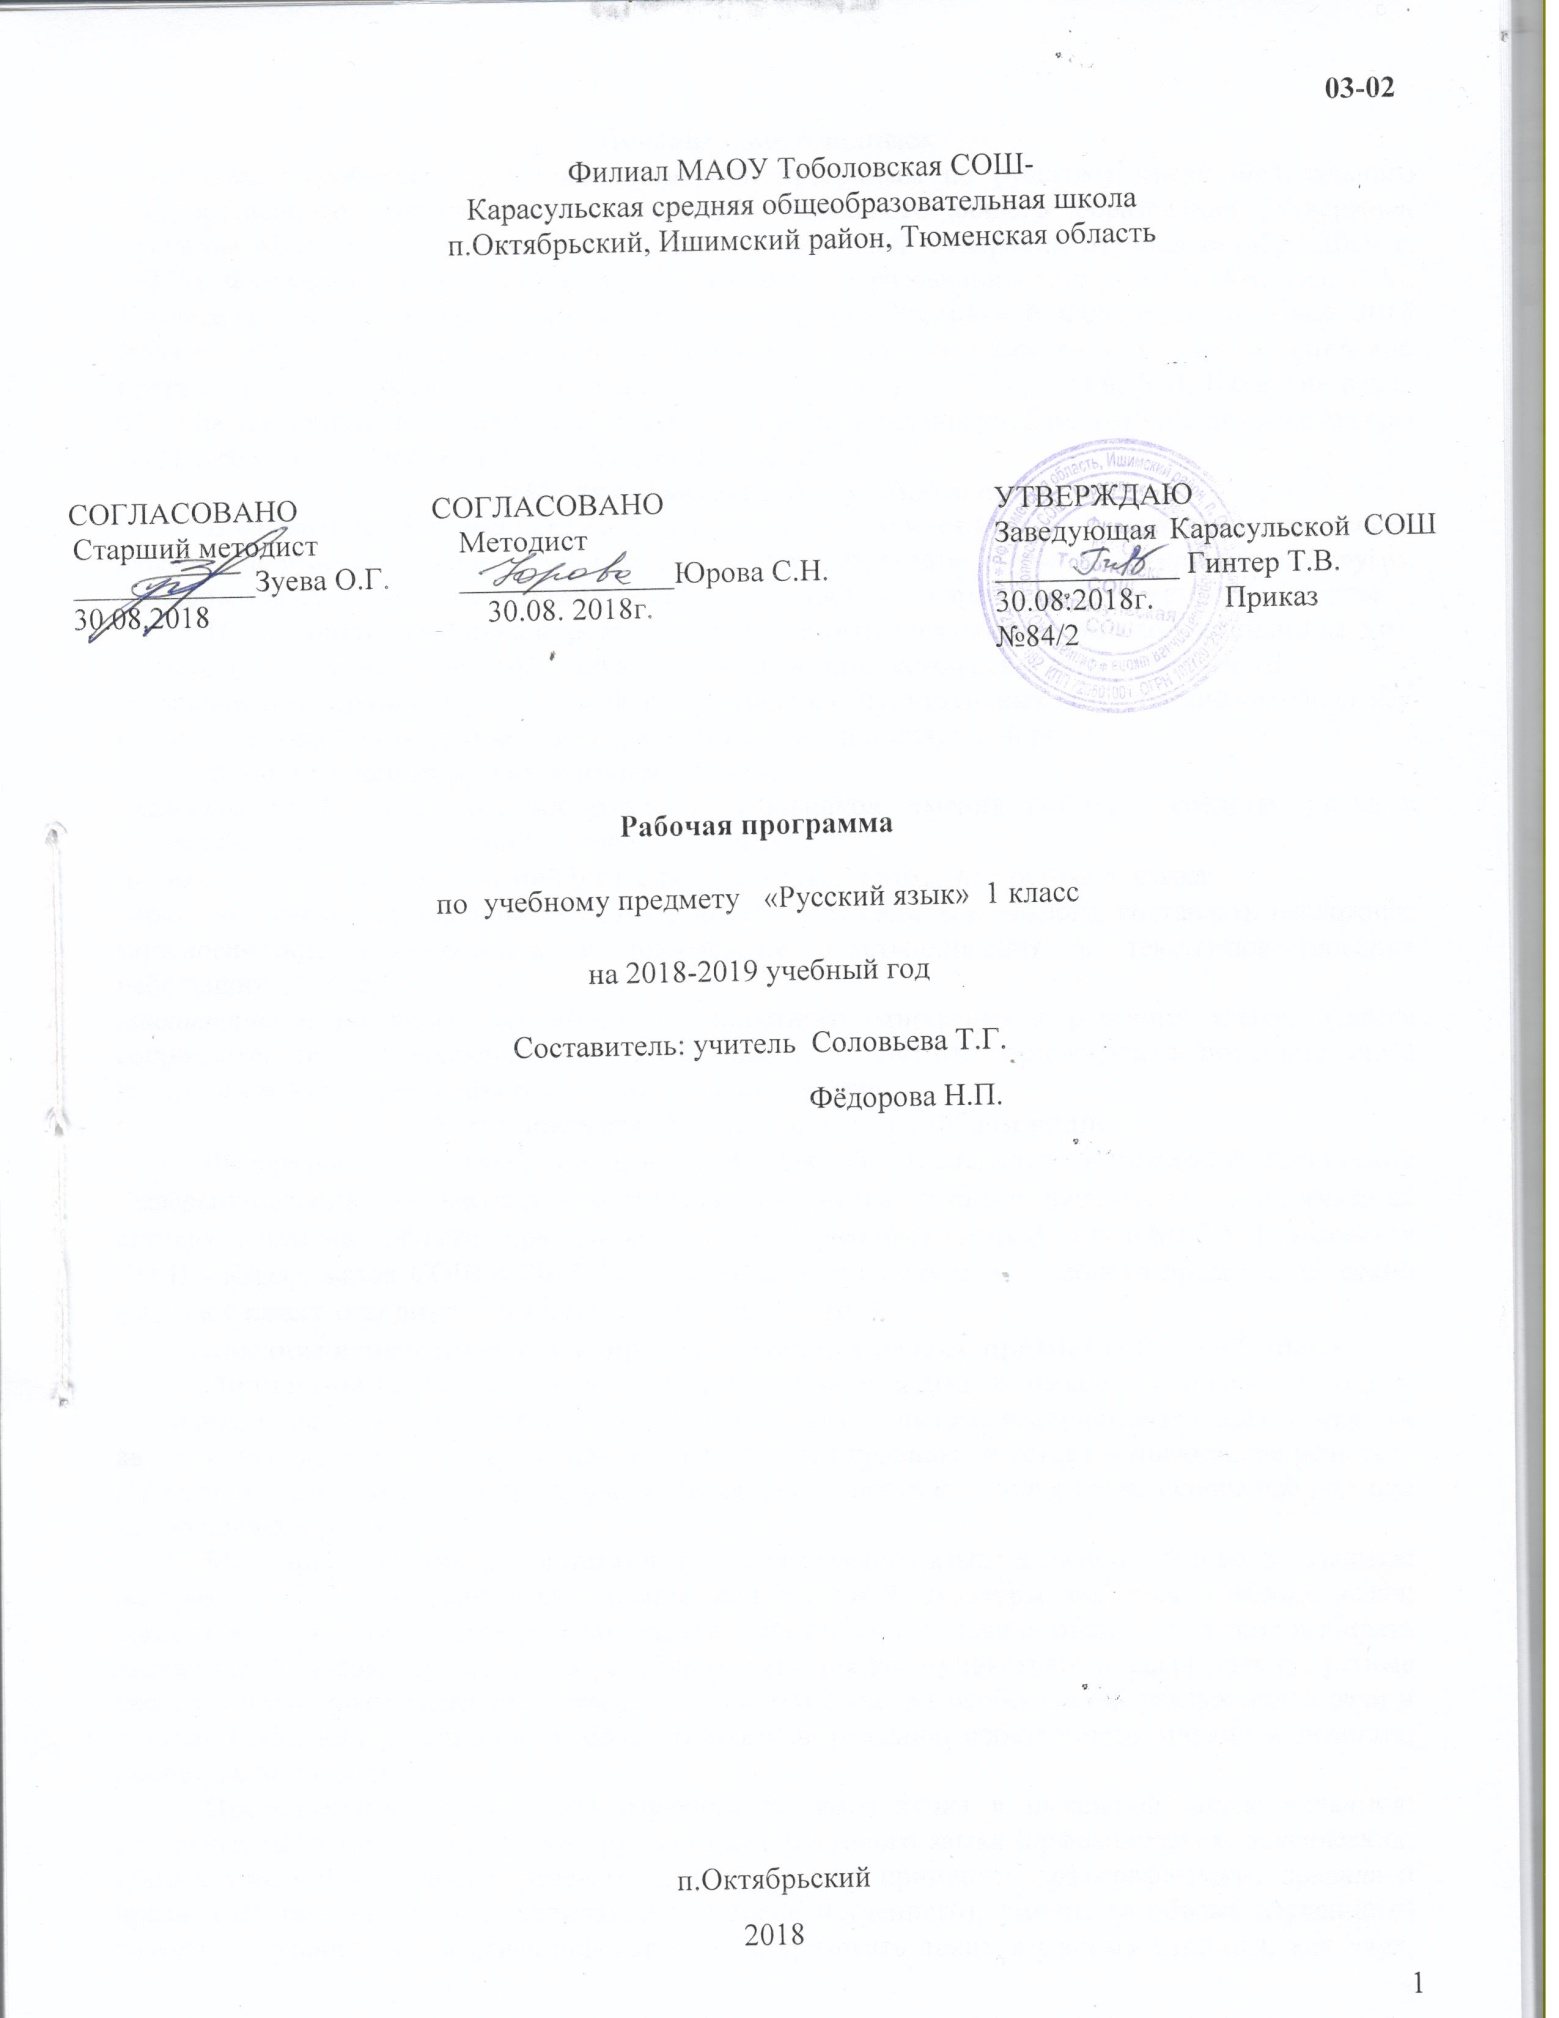 03-02
Филиал МАОУ Тоболовская СОШ-
Карасульская средняя общеобразовательная школа
п.Октябрьский, Ишимский район, Тюменская область
СОГЛАСОВАНО
Старший методист
Зуева О.Г.
30.08.2018
СОГЛАСОВАНО
Методист
Юрова Юрова С.Н.
30.08. 2018г.
УТВЕРЖДАЮ
Заведующая Карасульской СОШ
Гинтер Т.В.
30.08.2018г. Приказ
№84/2
Рабочая программа
по учебному предмету «Русский язык» 1 класс
на 2018-2019 учебный год
Составитель: учитель Соловьева Т.Г.
Фёдорова Н.П.
п.Октябрьский
2018
1